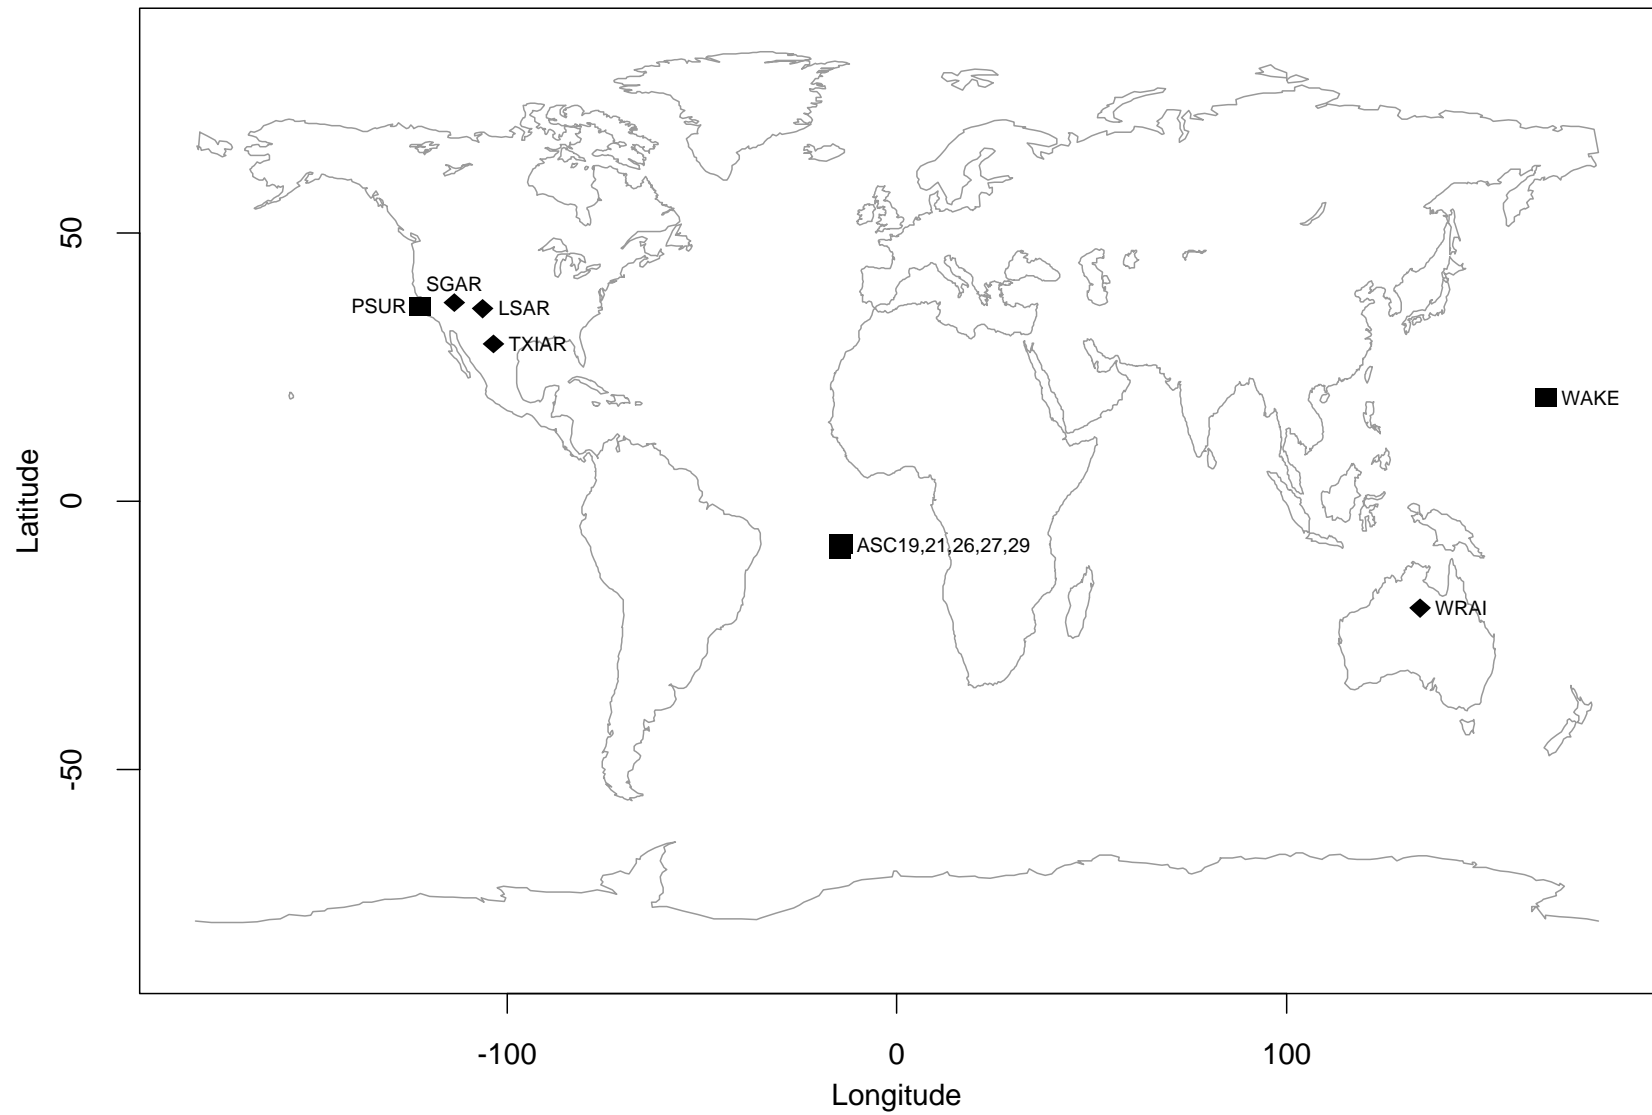 50
0
-50
Latitude
SGAR
PSUR
LSAR
TXIAR
WAKE
ASC19,21,26,27,29
WRAI
-100
0
100
Longitude